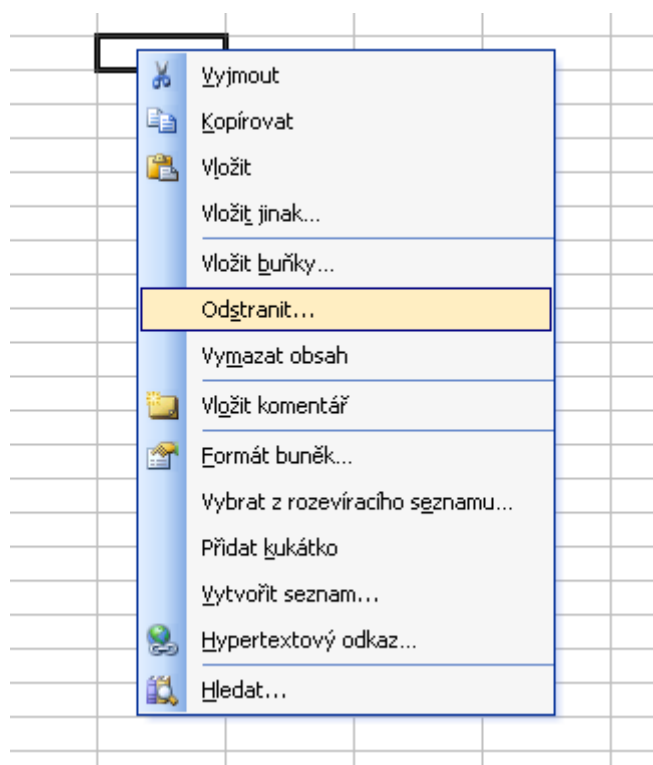 Vyjmout
Kopírovat
Vložit
Vložit jinak...
Vložit buňky...
Odstranit...
Vymazat obsah
Vložit komentář
Formát buněk...
Vybrat z rozevíracího seznamu...
Přidat kukátko
Vytvořit seznam...
Hypertextový odkaz...
Hledat...